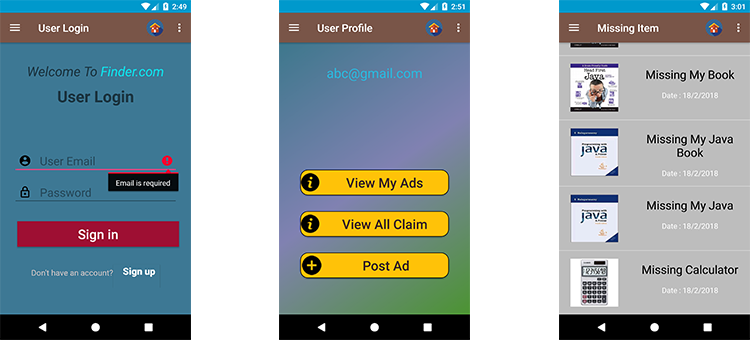 2:49
User Login
Welcome To Finder.com
User Login
User Email
Email is required
Password
Sign in
Don't have an account? Sign up
2:51
User Profile
abc@gmail.com
View My Ads
View All Claim
Post Ad
3:01
Missing Item
Head First
Java
Missing My Book
Date : 18/2/2018
Java
Missing My Java
Book
Date : 18/2/2018
Java
Missing My Java
Date : 18/2/2018
Missing Calculator
Date : 18/2/2018